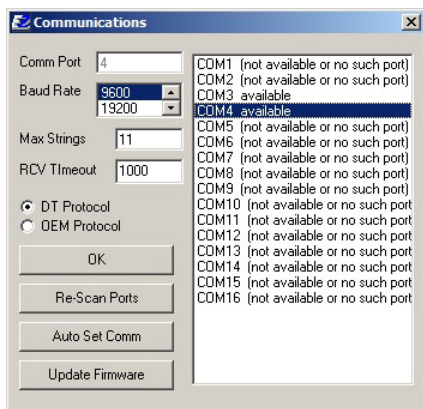 EZ Communications
Comm Port 4
Baud Rate 9600
19200
Max Strings 11
RCV TImeout 1000
DT Protocol
OEM Protocol
OK
Re-Scan Ports
Auto Set Comm
Update Firmware
COM1 (not available or no such port)
COM2 (not available or no such port)
COM3 available
COM4 available
COM5 (not available or no such port)
COM6 (not available or no such port)
COM7 (not available or no such port)
COM8 (not available or no such port)
COM9 (not available or no such port)
COM10 (not available or no such port
COM11 (not available or no such port
COM12 (not available or no such port
COM13 (not available or no such port
COM14 (not available or no such port
COM15 (not available or no such port
COM16 (not available or no such port